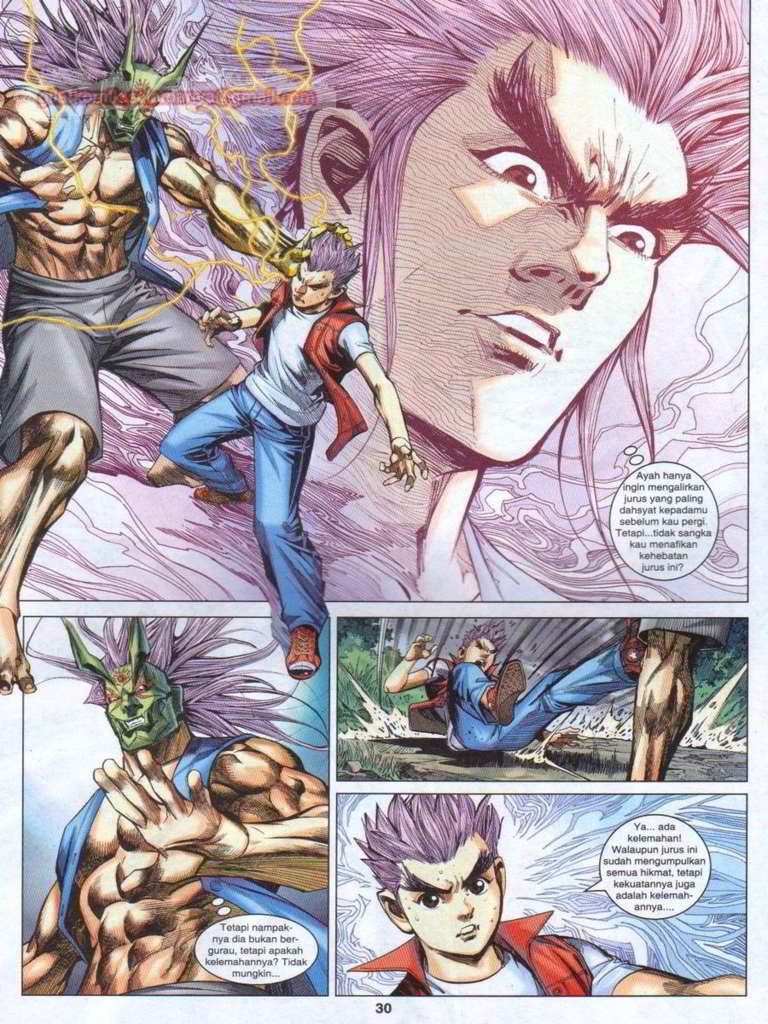 Ayah hanya
ingin mengalirkan
jurus yang paling
dahsyat kepadamu
sebelum kau pergi.
Tetapi...tidak sangka
kau menafikan
kehebatan
jurus ini?
Tetapi nampak-
nya dia bukan ber-
gurau, tetapi apakah
kelemahannya? Tidak
mungkin...
Ya... ada
kelemahan!
Walaupun jurus ini
sudah mengumpulkan
semua hikmat, tetapi
kekuatannya juga
adalah kelemah-
annya....
30